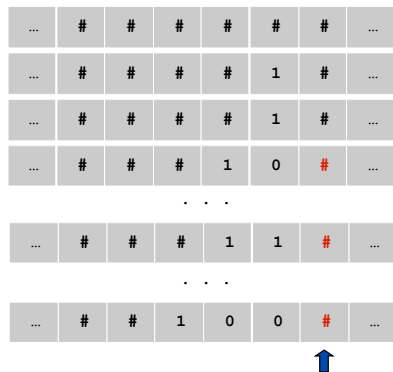 ... # # # # # # ...
... # # # # 1 # ...
... # # # # 1 # ...
... # # # 1 0 # ...
. . .
... # # # 1 1 # ...
. . .
... # # 1 0 0 # ...